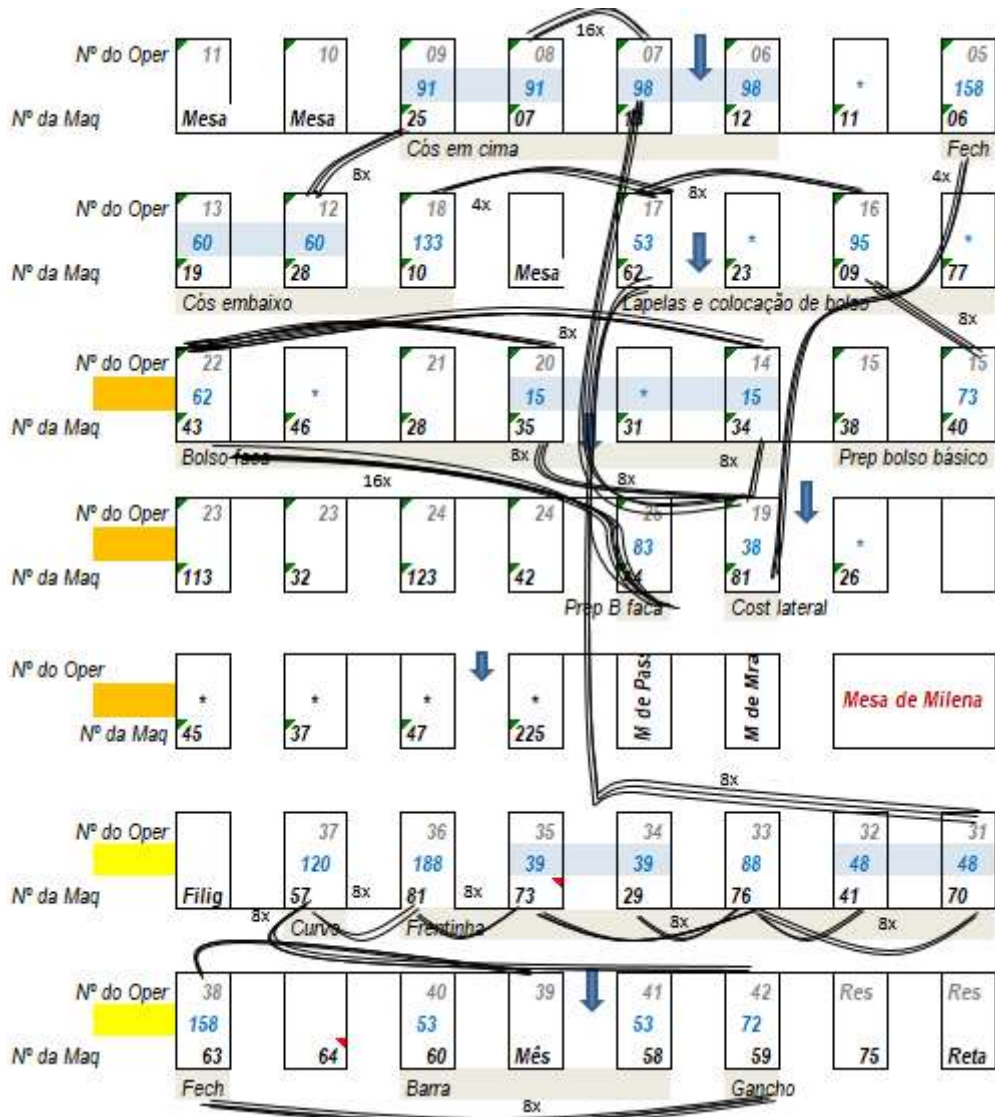 16x
Nº do Oper 11 10 09 08 07 06 05
91 91 98 98 * 158
Nº da Maq Mesa Mesa 25 07 12 11 06
Cós em cima Fech
8x 4x 8x 4x
Nº do Oper 13 12 18 17 16
60 60 133 53 * 95 *
Nº da Maq 19 28 10 Mesa 62 23 09 77
Cós embaixo Lapelas e colocação de bolso
8x 8x
Nº do Oper 22 21 20 14 15 15
62 * 15 * 15 73
Nº da Maq 43 46 28 35 31 34 38 40
Bolso faca Prep bolso básico
8x 8x 8x
16x
Nº do Oper 23 23 24 24 19
83 38 *
Nº da Maq 113 32 123 42 81 26
Prep B faca Cost lateral
Nº do Oper
* * * * M de Pass M de Mra Mesa de Milena
Nº da Maq 45 37 47 225
8x
Nº do Oper 37 36 35 34 33 32 31
120 188 39 39 88 48 48
Nº da Maq Filig 57 81 73 29 76 41 70
8x 8x
Curvo Frentinha
8x 8x 8x
Nº do Oper 38 40 39 41 42 Res Res
158 53 53 72
Nº da Maq 63 64 60 Mês 58 59 75 Reta
Fech Barra Gancho
8x